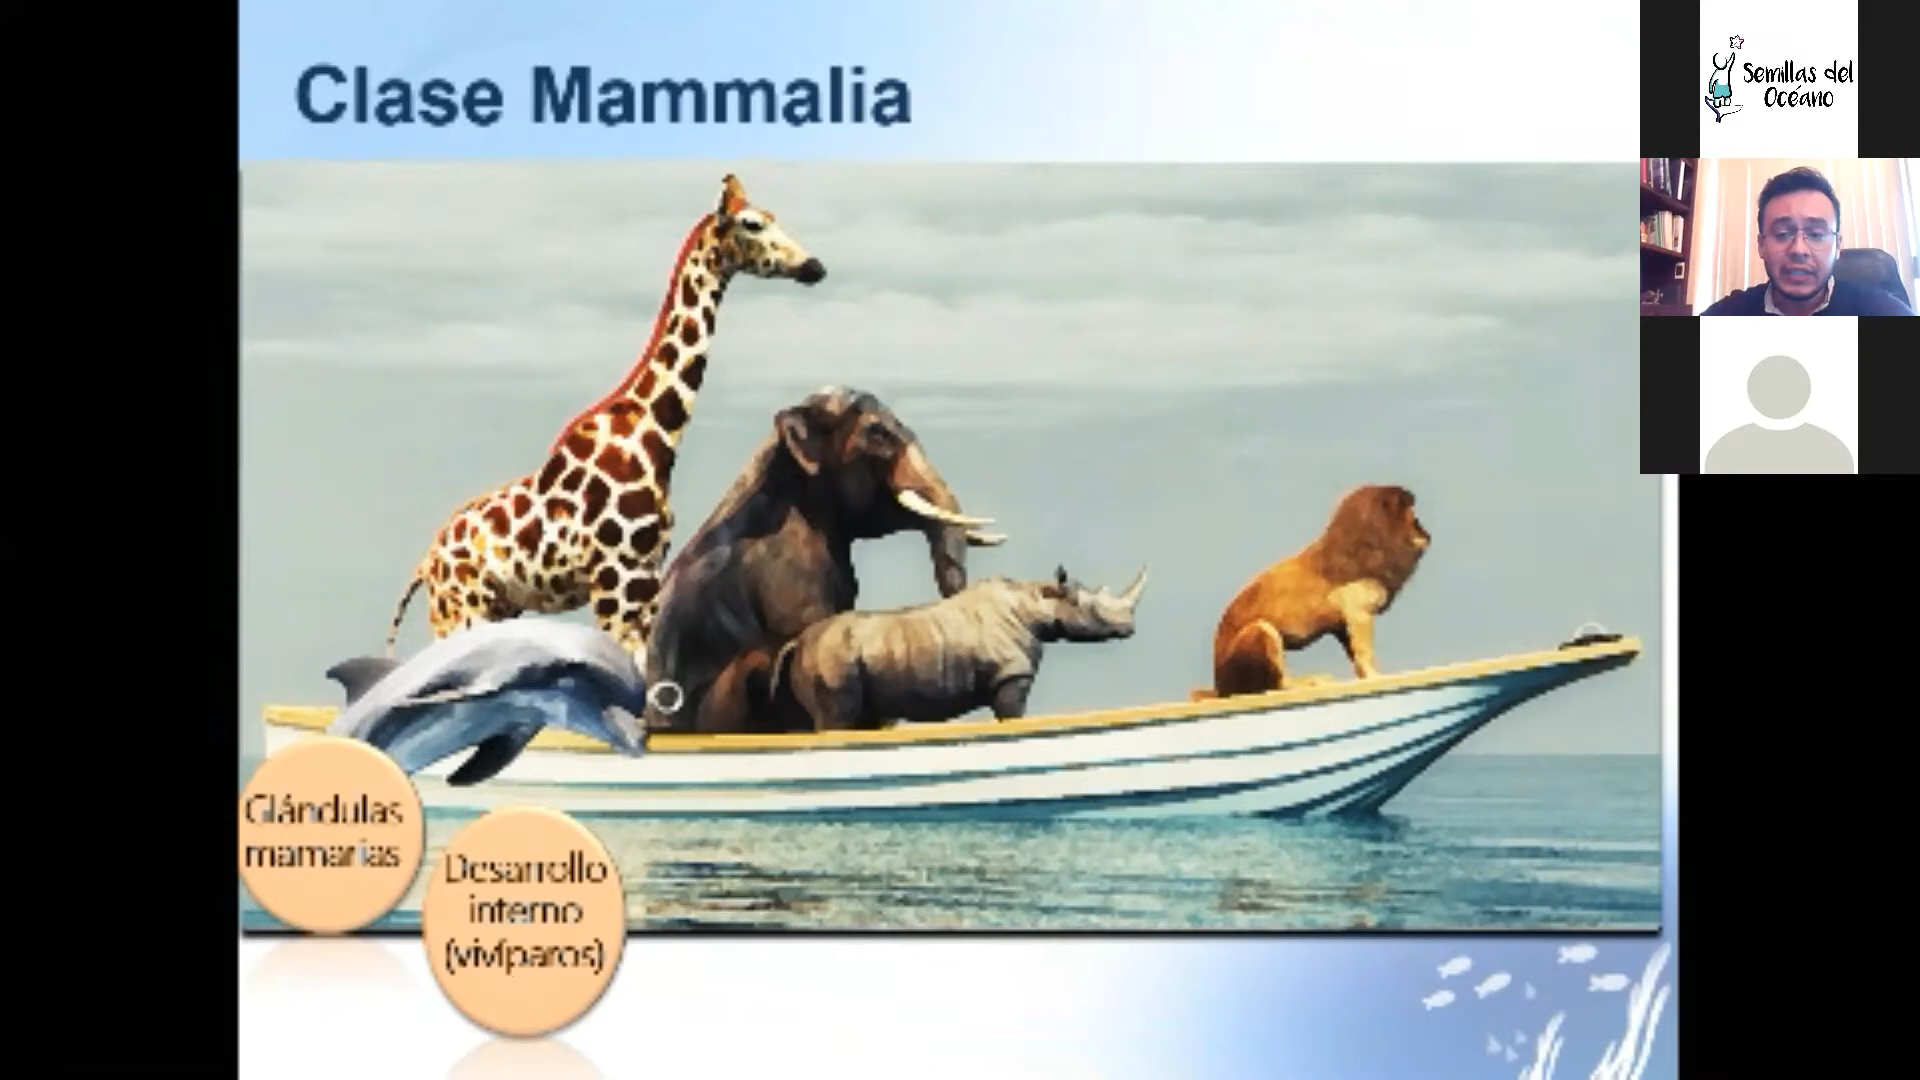 Clase Mammalia
Semillas del
Océano
Glándulas
mamarias
Desarrollo
interno
(vivíparos)